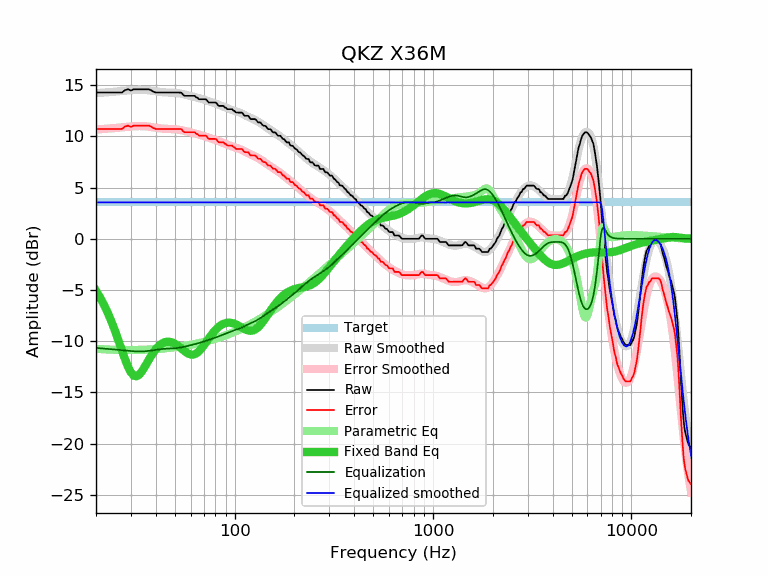 QKZ X36M
15
10
5
0
−5
−10
−15
−20
−25
Amplitude (dBr)
Target
Raw Smoothed
Error Smoothed
Raw
Error
Parametric Eq
Fixed Band Eq
Equalization
Equalized smoothed
100
1000
10000
Frequency (Hz)